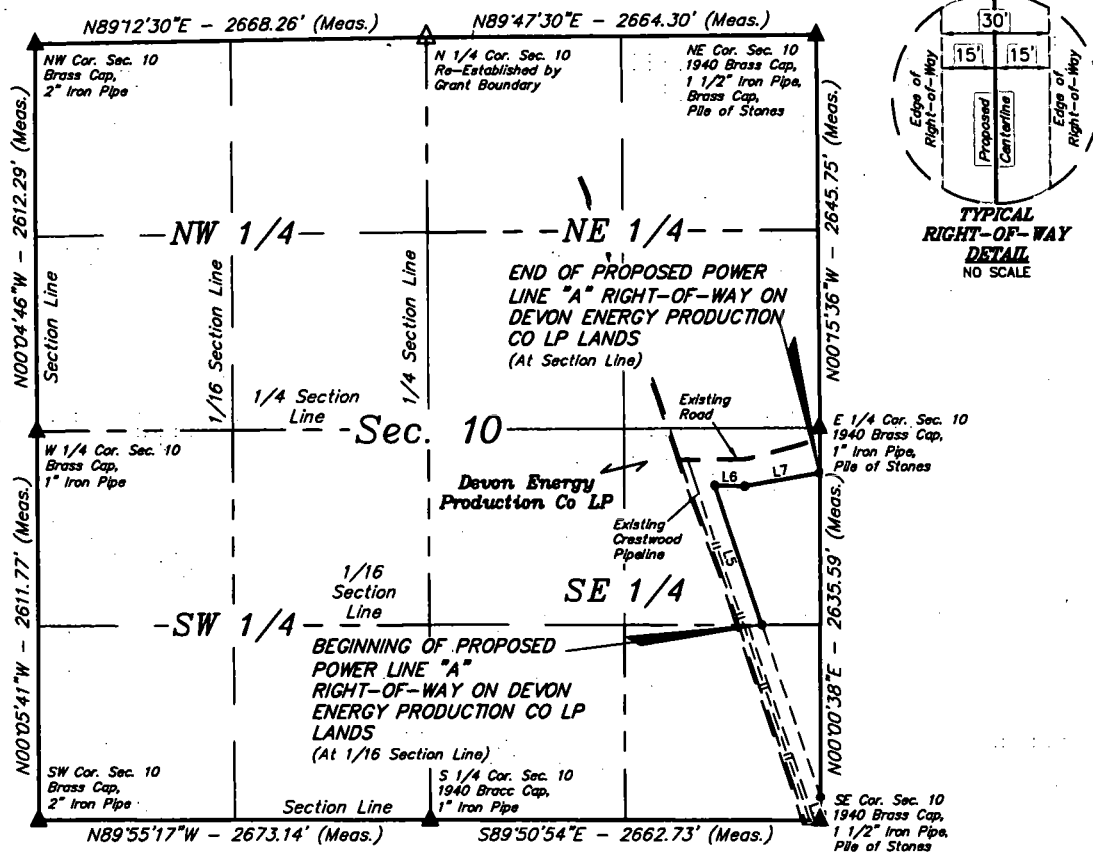 N89°12'30"E - 2668.26' (Meas.)
N89°47'30"E - 2664.30' (Meas.)
NW Cor. Sec. 10
Brass Cap,
2" Iron Pipe
N 1/4 Cor. Sec. 10
Re-Established by
Grant Boundary
NE Cor. Sec. 10
1940 Brass Cap,
1 1/2" Iron Pipe,
Brass Cap,
Pile of Stones
30'
15'
15'
Edge of
Right-of-Way
Proposed
Centerline
Edge of
Right-of-Way
TYPICAL
RIGHT-OF-WAY
DETAIL
NO SCALE
N00°04'46"W - 2612.29' (Meas.)
Section Line
1/16 Section Line
1/4 Section Line
N00°15'36"W - 2645.75' (Meas.)
NW 1/4
NE 1/4
END OF PROPOSED POWER
LINE "A" RIGHT-OF-WAY ON
DEVON ENERGY PRODUCTION
CO LP LANDS
(At Section Line)
1/4 Section
Line
Sec. 10
Existing
Road
E 1/4 Cor. Sec. 10
1940 Brass Cap,
1" Iron Pipe,
Pile of Stones
W 1/4 Cor. Sec. 10
Brass Cap,
1" Iron Pipe
Devon Energy
Production Co LP
L6
L7
Existing
Crestwood
Pipeline
L5
1/16
Section
Line
SE 1/4
SW 1/4
N00°05'41"W - 2611.77' (Meas.)
N00°00'38"E - 2635.59' (Meas.)
BEGINNING OF PROPOSED
POWER LINE "A"
RIGHT-OF-WAY ON DEVON
ENERGY PRODUCTION CO LP
LANDS
(At 1/16 Section Line)
SW Cor. Sec. 10
Brass Cap,
2" Iron Pipe
Section Line
S 1/4 Cor. Sec. 10
1940 Bracc Cap,
1" Iron Pipe
SE Cor. Sec. 10
1940 Brass Cap,
1 1/2" Iron Pipe,
Pile of Stones
N89°55'17"W - 2673.14' (Meas.)
S89°50'54"E - 2662.73' (Meas.)